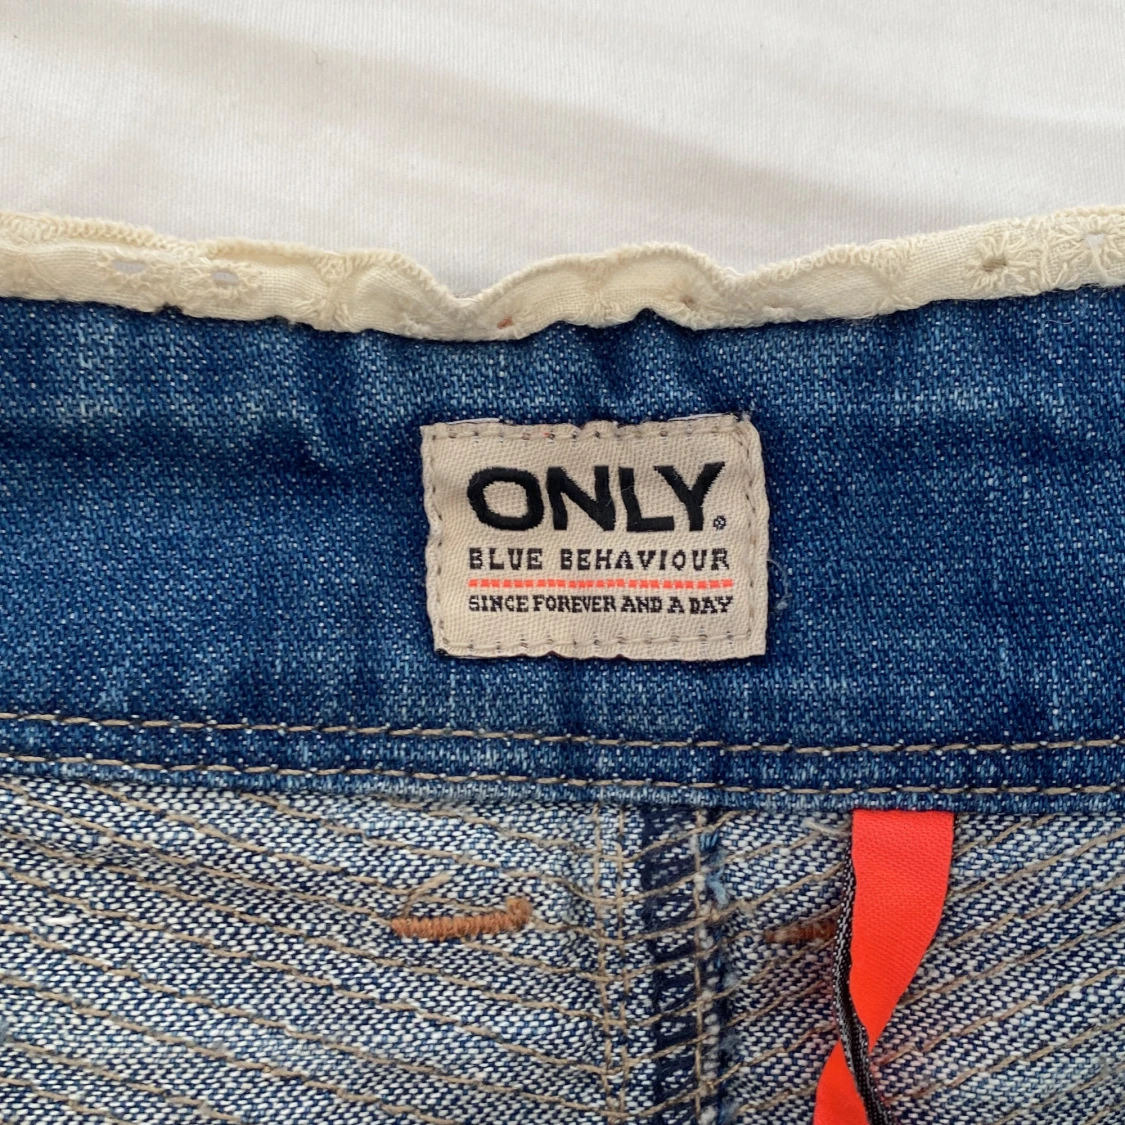 ONLY.
BLUE BEHAVIOUR
SINCE FOREVER AND A DAY